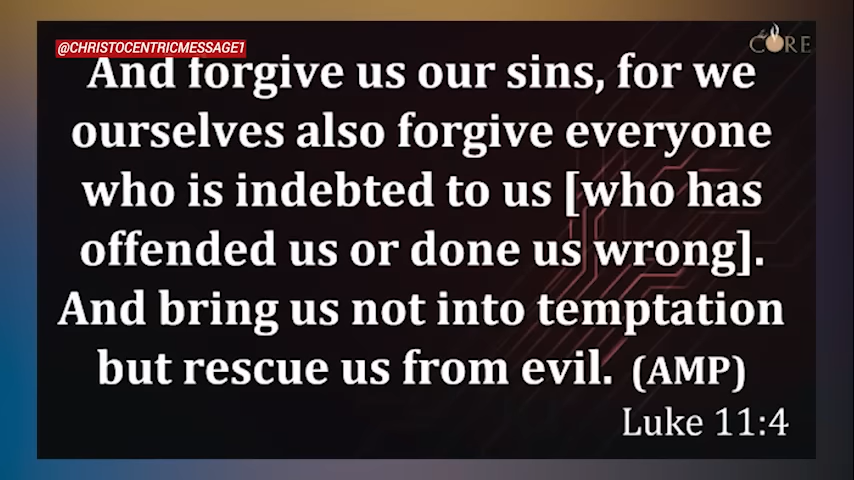 @CHRISTOCENTRICMESSAGE1
CORE
And forgive us our sins, for we
ourselves also forgive everyone
who is indebted to us [who has
offended us or done us wrong].
And bring us not into temptation
but rescue us from evil. (AMP)
Luke 11:4